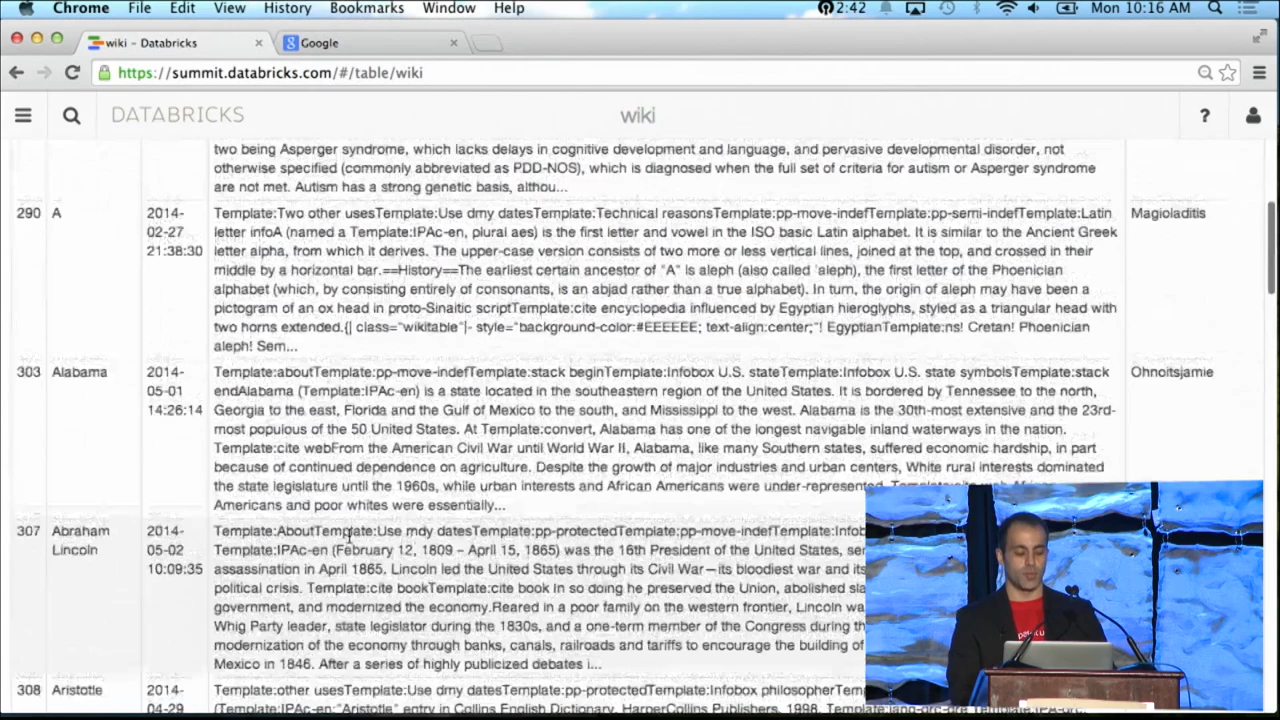 Chrome File Edit View History Bookmarks Window Help 2:42 Mon 10:16 AM
wiki – Databricks Google
https://summit.databricks.com/#/table/wiki
DATABRICKS wiki ?
two being Asperger syndrome, which lacks delays in cognitive development and language, and pervasive developmental disorder, not
otherwise specified (commonly abbreviated as PDD-NOS), which is diagnosed when the full set of criteria for autism or Asperger syndrome
are not met. Autism has a strong genetic basis, althou...
290 A 2014- Template:Two other usesTemplate:Use dmy datesTemplate:Technical reasonsTemplate:pp-move-indefTemplate:pp-semi-indefTemplate:Latin Magioladitis
02-27 letter infoA (named a Template:IPAc-en, plural aes) is the first letter and vowel in the ISO basic Latin alphabet. It is similar to the Ancient Greek
21:38:30 letter alpha, from which it derives. The upper-case version consists of two more or less vertical lines, joined at the top, and crossed in their
middle by a horizontal bar.==History==The earliest certain ancestor of "A" is aleph (also called 'aleph), the first letter of the Phoenician
alphabet (which, by consisting entirely of consonants, is an abjad rather than a true alphabet). In turn, the origin of aleph may have been a
pictogram of an ox head in proto-Sinaitic scriptTemplate:cite encyclopedia influenced by Egyptian hieroglyphs, styled as a triangular head with
two horns extended.{| class="wikitable"|- style="background-color:#EEEEEE; text-align:center;"! EgyptianTemplate:ns! Cretan! Phoenician
aleph! Sem...
303 Alabama 2014- Template:aboutTemplate:pp-move-indefTemplate:stack beginTemplate:Infobox U.S. stateTemplate:Infobox U.S. state symbolsTemplate:stack Ohnoitsjamie
05-01 endAlabama (Template:IPAc-en) is a state located in the southeastern region of the United States. It is bordered by Tennessee to the north,
14:26:14 Georgia to the east, Florida and the Gulf of Mexico to the south, and Mississippi to the west. Alabama is the 30th-most extensive and the 23rd-
most populous of the 50 United States. At Template:convert, Alabama has one of the longest navigable inland waterways in the nation.
Template:cite webFrom the American Civil War until World War II, Alabama, like many Southern states, suffered economic hardship, in part
because of continued dependence on agriculture. Despite the growth of major industries and urban centers, White rural interests dominated
the state legislature until the 1960s, while urban interests and African Americans were under-represented.
Americans and poor whites were essentially...
307 Abraham 2014- Template:AboutTemplate:Use mdy datesTemplate:pp-protectedTemplate:pp-move-indefTemplate:Infob
Lincoln 05-02 Template:IPAc-en (February 12, 1809 – April 15, 1865) was the 16th President of the United States, ser
10:09:35 assassination in April 1865. Lincoln led the United States through its Civil War—its bloodiest war and its
political crisis. Template:cite bookTemplate:cite book In so doing he preserved the Union, abolished sla
government, and modernized the economy.Reared in a poor family on the western frontier, Lincoln wa
Whig Party leader, state legislator during the 1830s, and a one-term member of the Congress during th
modernization of the economy through banks, canals, railroads and tariffs to encourage the building of
Mexico in 1846. After a series of highly publicized debates i...
308 Aristotle 2014- Template:other usesTemplate:Use dmy datesTemplate:pp-protectedTemplate:Infobox philosopherTem
04-29 (Template:IPAc-en;"Aristotle" entry in Collins English Dictionary, HarperCollins Publishers, 1998.